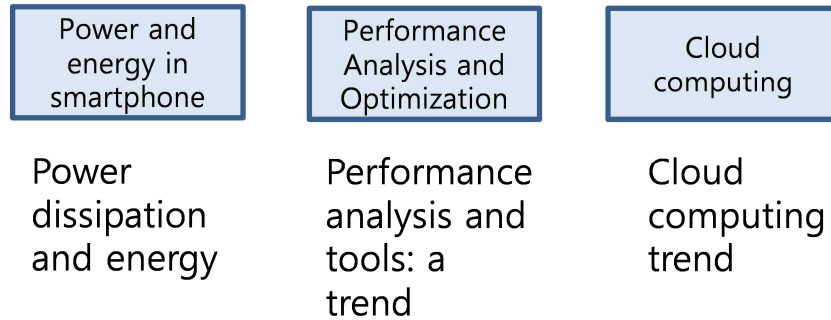 Power and
energy in
smartphone
Performance
Analysis and
Optimization
Cloud
computing
Power
dissipation
and energy
Performance
analysis and
tools: a
trend
Cloud
computing
trend